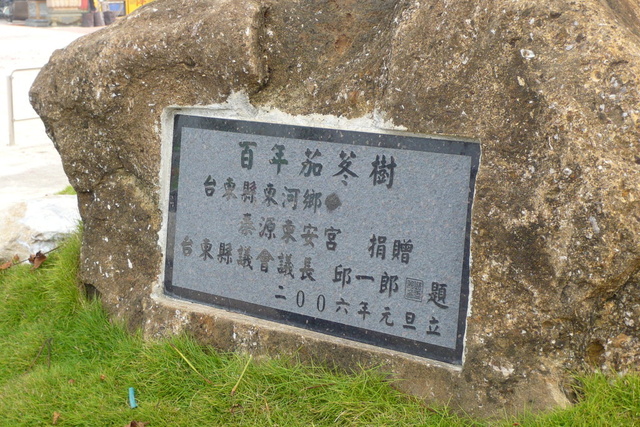 百年茄苳樹
台東縣東河鄉
泰源東安宮 捐贈
台東縣議會議長 邱一郎 題
二00六年元旦立